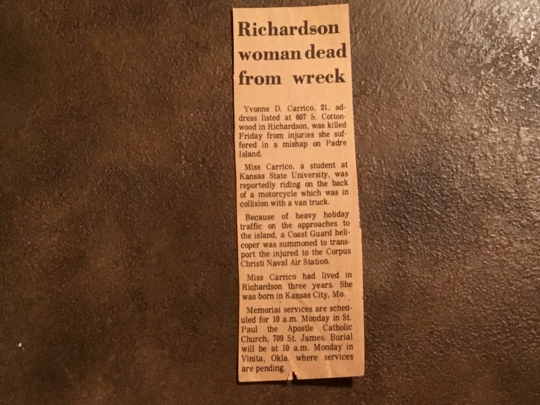 Richardson
woman dead
from wreck
Yvonne D. Carrico, 21, ad-
dress listed at 607 S. Cotton-
wood in Richardson, was killed
Friday from injuries she suf-
fered in a mishap on Padre
Island.
Miss Carrico, a student at
Kansas State University, was
reportedly riding on the back
of a motorcycle which was in
collision with a van truck.
Because of heavy holiday
traffic on the approaches to
the island, a Coast Guard heli-
coper was summoned to trans-
port the injured to the Corpus
Christi Naval Air Station.
Miss Carrico had lived in
Richardson three years. She
was born in Kansas City, Mo.
Memorial services are sched-
uled for 10 a.m. Monday in St.
Paul the Apostle Catholic
Church, 709 St. James. Burial
will be at 10 a.m. Monday in
Vinita, Okla. where services
are pending.